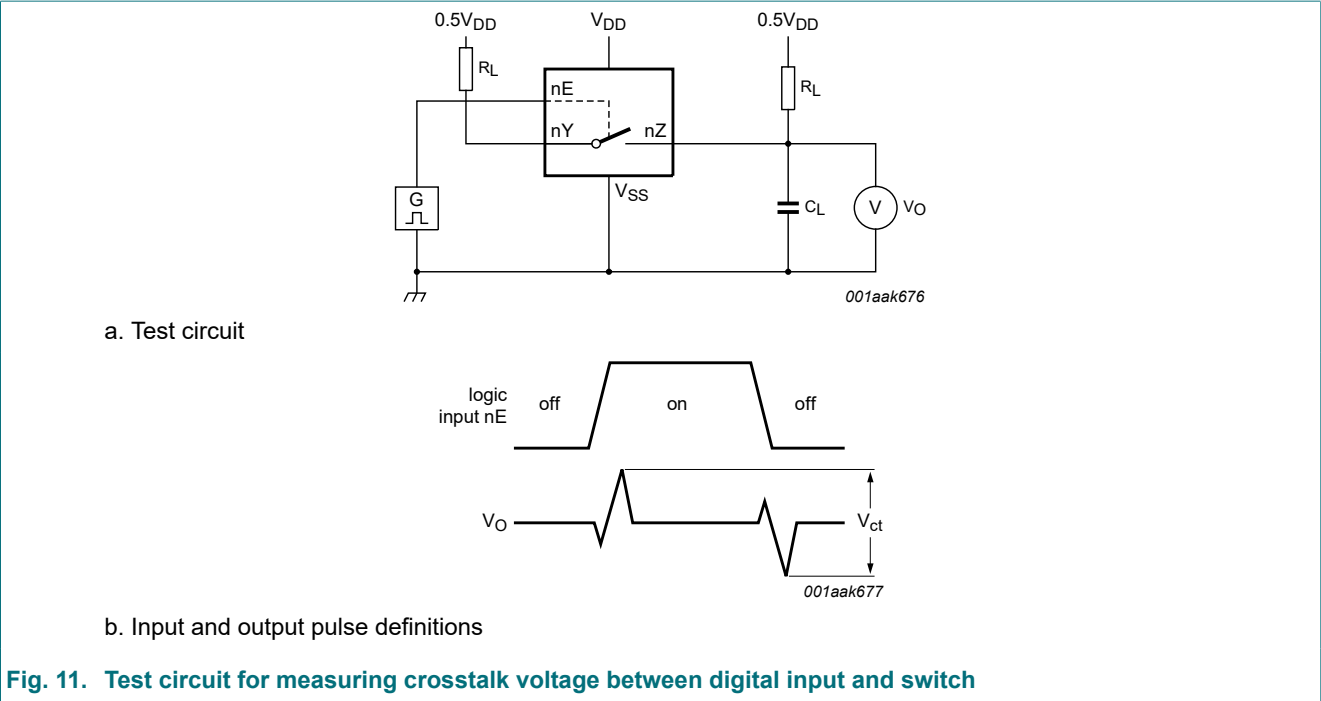 0.5VDD VDD 0.5VDD
RL RL
nE
nY nZ
VSS
G CL V VO
001aak676
a. Test circuit
logic
input nE off on off
VO Vct
001aak677
b. Input and output pulse definitions
Fig. 11. Test circuit for measuring crosstalk voltage between digital input and switch